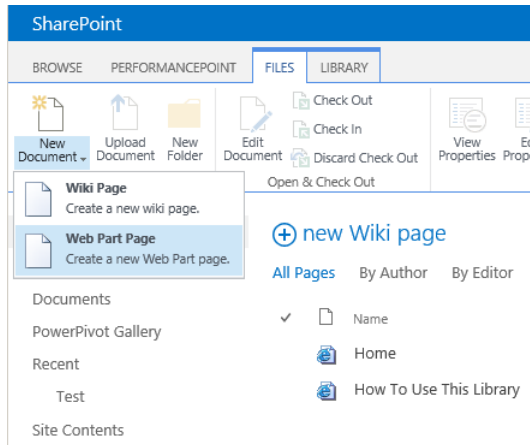 SharePoint
BROWSE PERFORMANCEPOINT FILES LIBRARY
New Document
Upload Document
New Folder
Edit Document
Check Out
Check In
Discard Check Out
View Properties
Open & Check Out
Wiki Page
Create a new wiki page.
Web Part Page
Create a new Web Part page.
new Wiki page
All Pages By Author By Editor
Name
Home
How To Use This Library
Documents
PowerPivot Gallery
Recent
Test
Site Contents